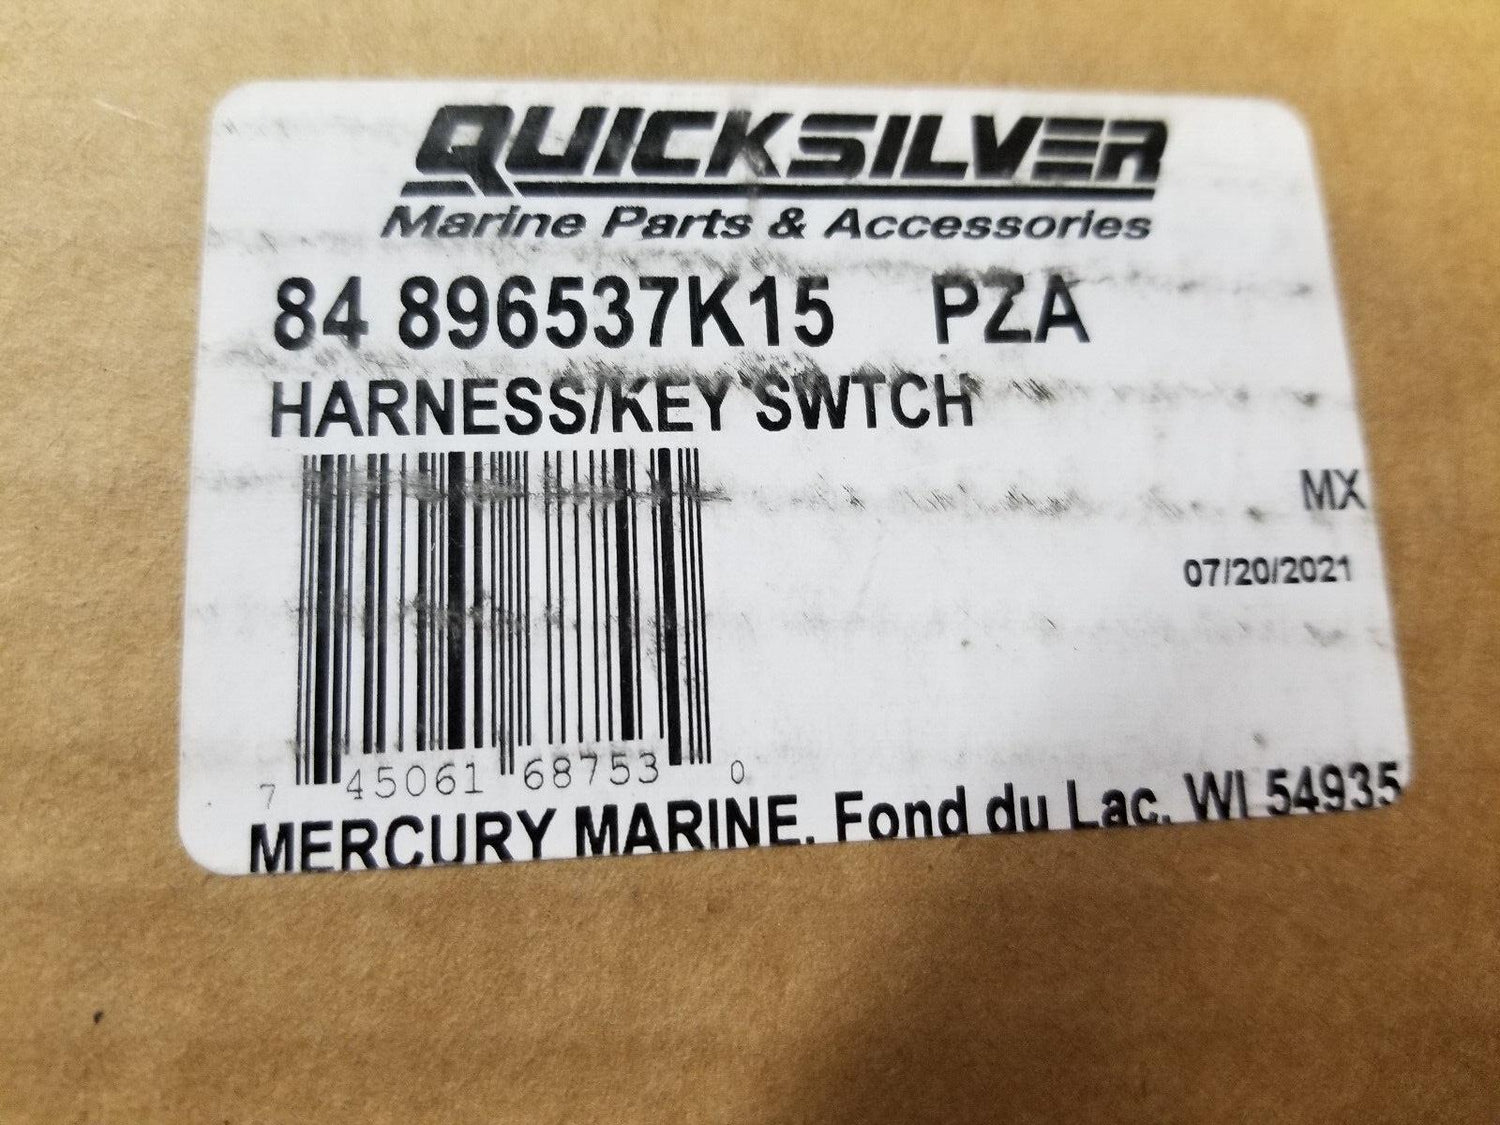 QUICKSILVER
Marine Parts & Accessories
84 896537K15 PZA
HARNESS/KEY SWTCH
MX
07/20/2021
7 45061 68753 0
MERCURY MARINE, Fond du Lac, WI 54935